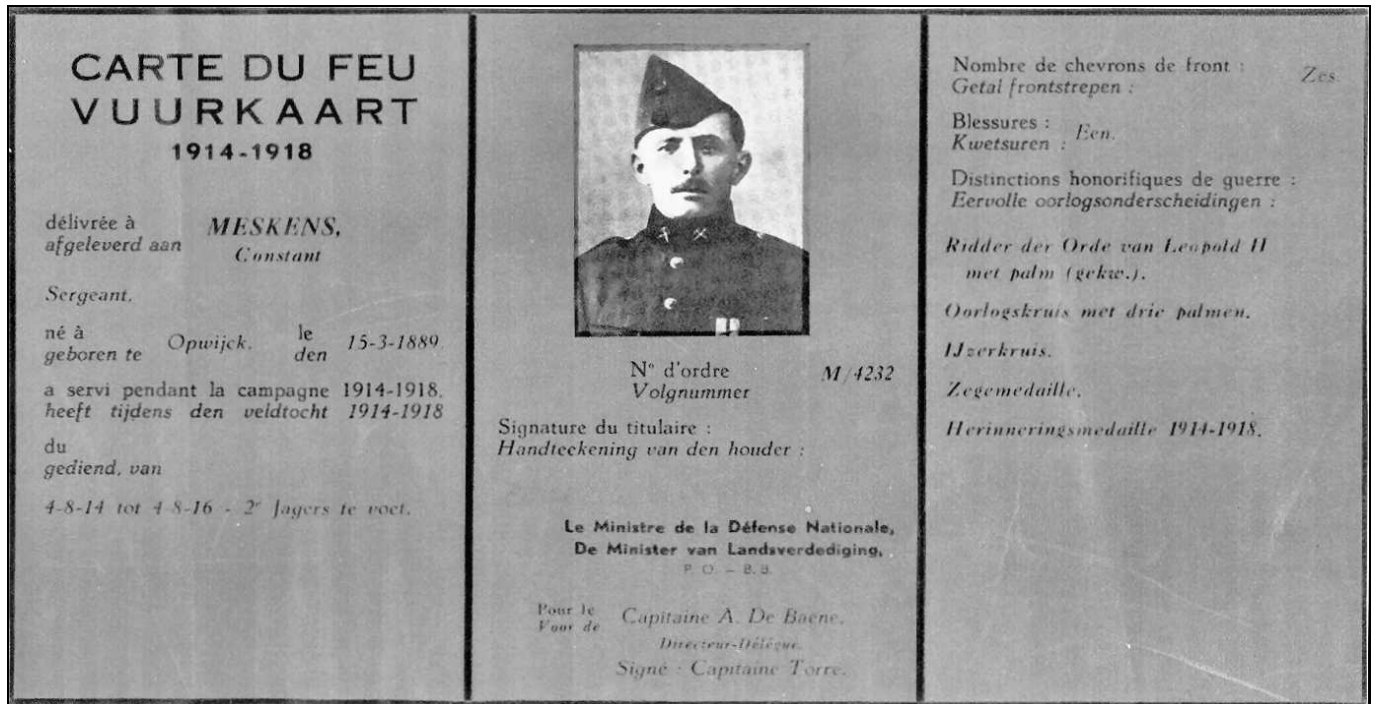 CARTE DU FEU
VUURKAART
1914-1918
délivrée à
afgeleverd aan
MESKENS,
Constant
Sergeant.
né à
geboren te
Opwijck.
le
den
15-3-1889.
a servi pendant la campagne 1914-1918.
heeft tijdens den veldtocht 1914-1918
du
gediend, van
4-8-14 tot 4-8-16 - 2e Jagers te voet.
N° d'ordre
Volgnummer
M/4232
Signature du titulaire :
Handteekening van den houder :
Le Ministre de la Défense Nationale,
De Minister van Landsverdediging,
P. O. - B. B.
Pour le
Voor de
Capitaine A. De Baene.
Directeur-Délégué.
Signé : Capitaine Torre.
Nombre de chevrons de front :
Getal frontstrepen :
Zes.
Blessures :
Kwetsuren :
Een.
Distinctions honorifiques de guerre :
Eervolle oorlogsonderscheidingen :
Ridder der Orde van Leopold II
met palm (gekw.).
Oorlogskruis met drie palmen.
IJzerkruis.
Zegemedaille.
Herinneringsmedaille 1914-1918.